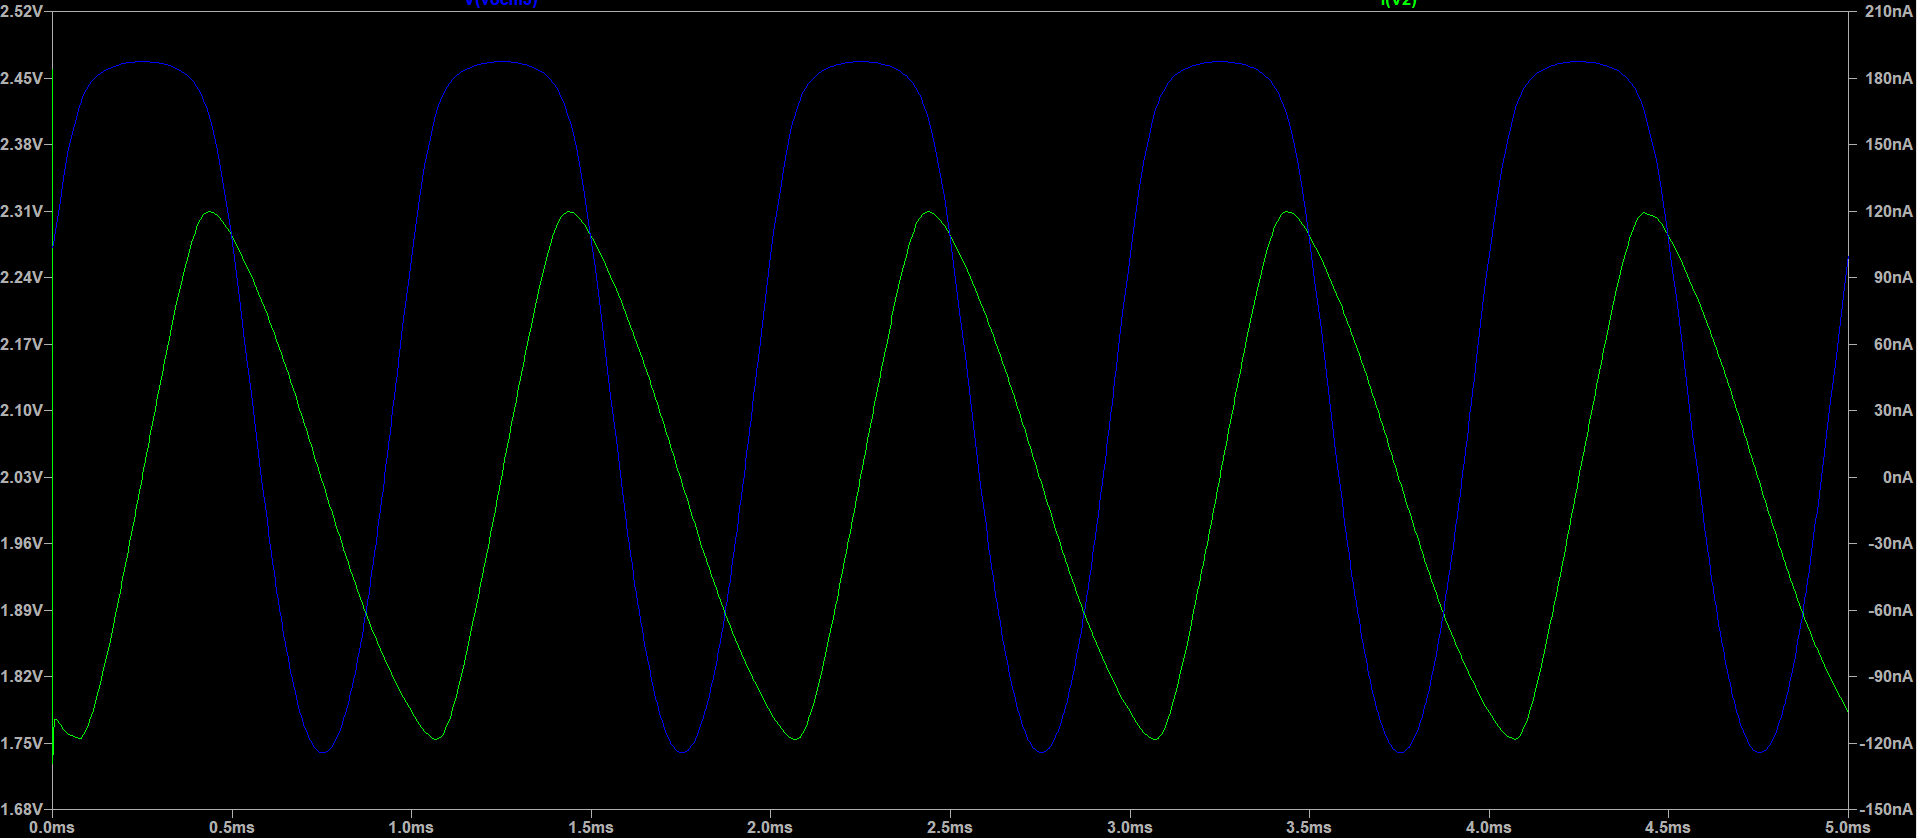 V(vocm5) I(V2)
2.52V 210nA
2.45V 180nA
2.38V 150nA
2.31V 120nA
2.24V 90nA
2.17V 60nA
2.10V 30nA
2.03V 0nA
1.96V -30nA
1.89V -60nA
1.82V -90nA
1.75V -120nA
1.68V -150nA
0.0ms 0.5ms 1.0ms 1.5ms 2.0ms 2.5ms 3.0ms 3.5ms 4.0ms 4.5ms 5.0ms